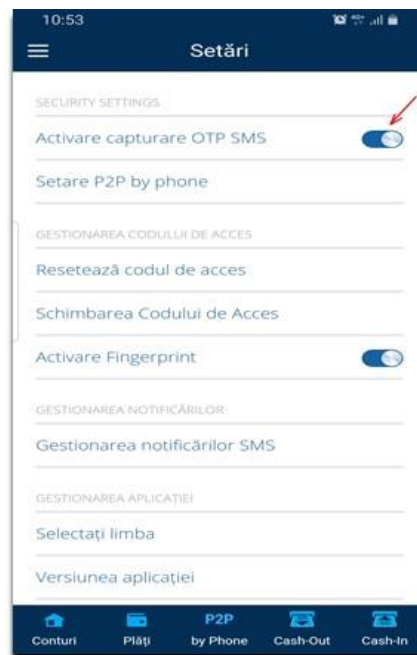 10:53
Setări
SECURITY SETTINGS
Activare capturare OTP SMS
Setare P2P by phone
GESTIONAREA CODULUI DE ACCES
Resetează codul de acces
Schimbarea Codului de Acces
Activare Fingerprint
GESTIONAREA NOTIFICĂRILOR
Gestionarea notificărilor SMS
GESTIONAREA APLICAȚIEI
Selectați limba
Versiunea aplicației
Conturi
Plăți
P2P
by Phone
Cash-Out
Cash-In